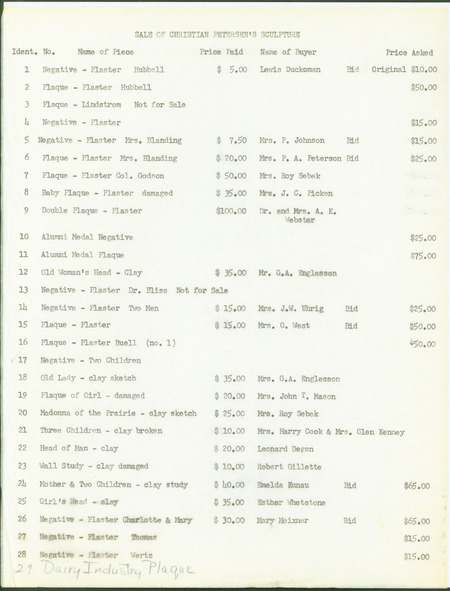 SALE OF CHRISTIAN PETERSEN'S SCULPTURE
Ident. No. Name of Piece Price Paid Name of Buyer Price Asked
1 Negative - Plaster Hubbell $ 5.00 Lewis Duckoman Bid Original $10.00
2 Plaque - Plaster Hubbell $50.00
3 Plaque - Lindstrom Not for Sale
4 Negative - Plaster $15.00
5 Negative - Plaster Mrs. Blanding $ 7.50 Mrs. P. Johnson Bid $15.00
6 Plaque - Plaster Mrs. Blanding $ 20.00 Mrs. P. A. Peterson Bid $25.00
7 Plaque - Plaster Col. Godson $ 50.00 Mrs. Roy Sebek
8 Baby Plaque - Plaster damaged $ 35.00 Mrs. J. C. Picken
9 Double Plaque - Plaster $100.00 Dr. and Mrs. A. K.
Webster
10 Alumni Medal Negative $25.00
11 Alumni Medal Plaque $75.00
12 Old Woman's Head - Clay $ 35.00 Mr. G.A. Englesson
13 Negative - Plaster Dr. Bliss Not for Sale
14 Negative - Plaster Two Men $ 15.00 Mrs. J.W. Uhrig Bid $25.00
15 Plaque - Plaster $ 15.00 Mrs. G. West Bid $50.00
16 Plaque - Plaster Buell (no. 1) $50.00
17 Negative - Two Children
18 Old Lady - clay sketch $ 35.00 Mrs. G.A. Englesson
19 Plaque of Girl - damaged $ 20.00 Mrs. John Y. Mason
20 Madonna of the Prairie - clay sketch $ 25.00 Mrs. Roy Sebek
21 Three Children - clay broken $ 10.00 Mrs. Harry Cook & Mrs. Glen Kenney
22 Head of Man - clay $ 20.00 Leonard Degen
23 Wall Study - clay damaged $ 10.00 Robert Gillette
24 Mother & Two Children - clay study $ 40.00 Emelda Kunau Bid $65.00
25 Girl's Head - clay $ 35.00 Esther Whetstone
26 Negative - Plaster Charlotte & Mary $ 30.00 Mary Meixner Bid $65.00
27 Negative - Plaster Thomas $15.00
28 Negative - Plaster Wertz $15.00
29 Dairy Industry Plaque